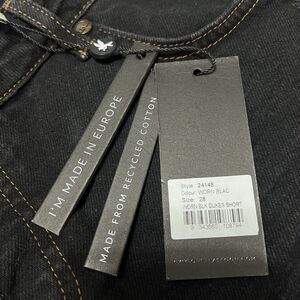 I'M MADE IN EUROPE
MADE FROM RECYCLED COTTON
Style: 24148
Colour: WORN BLAC
Size: 28
WORN BLK DUKES SHORT